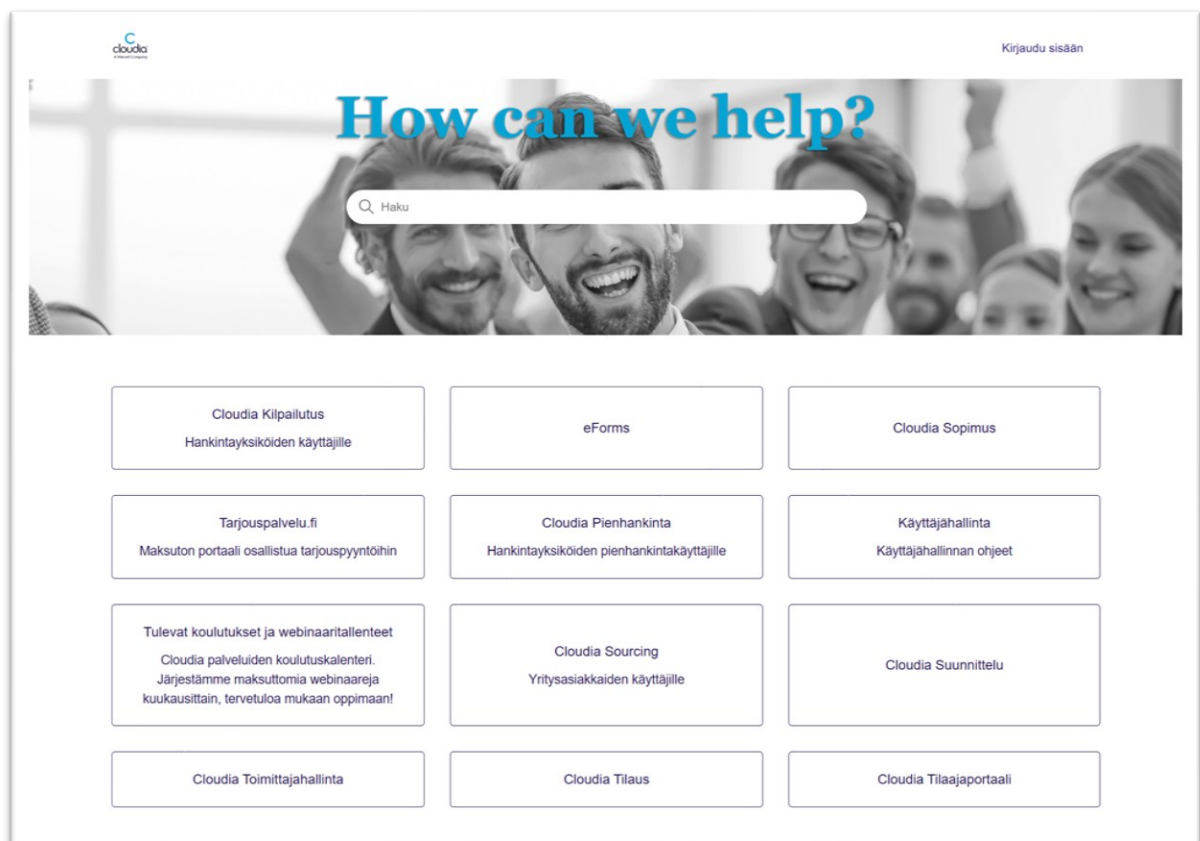 cloudia
A Mercell Company
Kirjaudu sisään
How can we help?
Haku
Cloudia Kilpailutus
Hankintayksiköiden käyttäjille
eForms
Cloudia Sopimus
Tarjouspalvelu.fi
Maksuton portaali osallistua tarjouspyyntöihin
Cloudia Pienhankinta
Hankintayksiköiden pienhankintakäyttäjille
Käyttäjähallinta
Käyttäjähallinnan ohjeet
Tulevat koulutukset ja webinaaritallenteet
Cloudia palveluiden koulutuskalenteri.
Järjestämme maksuttomia webinaareja
kuukausittain, tervetuloa mukaan oppimaan!
Cloudia Sourcing
Yritysasiakkaiden käyttäjille
Cloudia Suunnittelu
Cloudia Toimittajahallinta
Cloudia Tilaus
Cloudia Tilaajaportaali